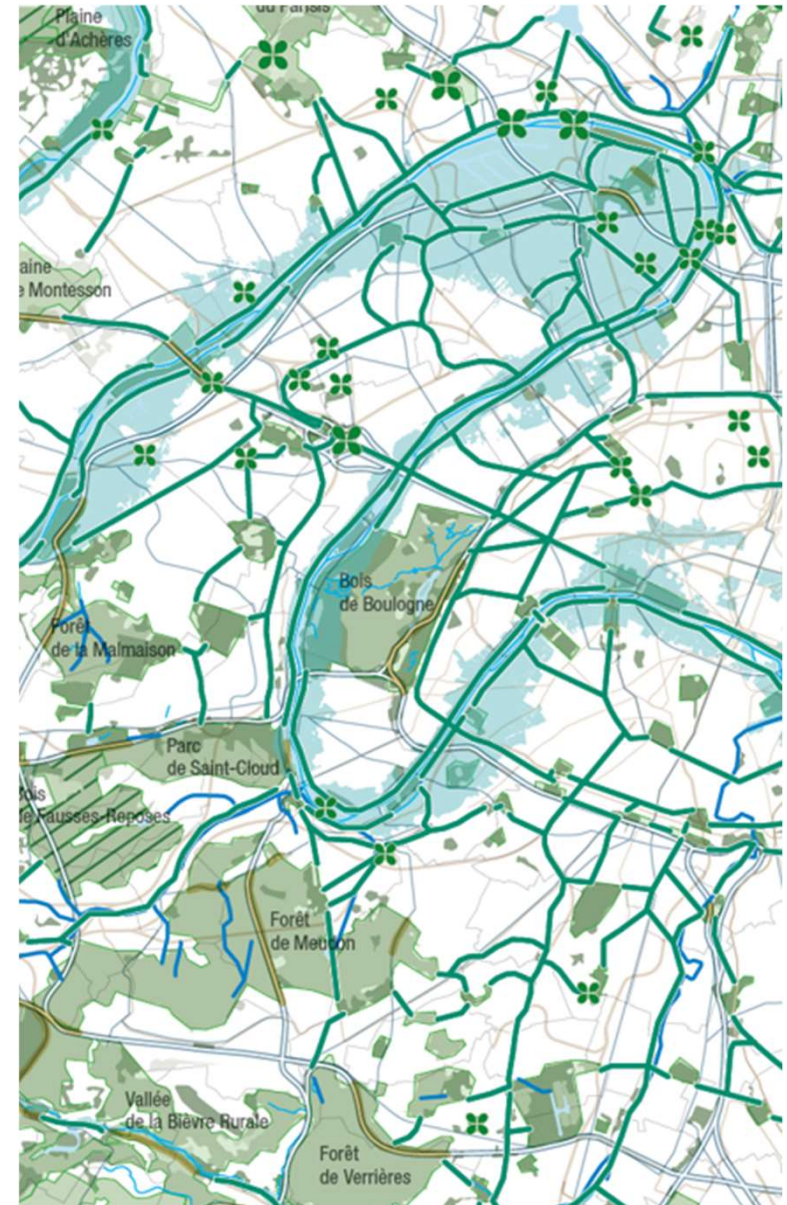 Plaine
d'Achères
du Parisis
aine
e Montesson
Bois
de Boulogne
Forêt
de la Malmaison
Parc
de Saint-Cloud
Bois
de Fausses-Reposes
Forêt
de Meudon
Vallée
de la Bièvre Rurale
Forêt
de Verrières